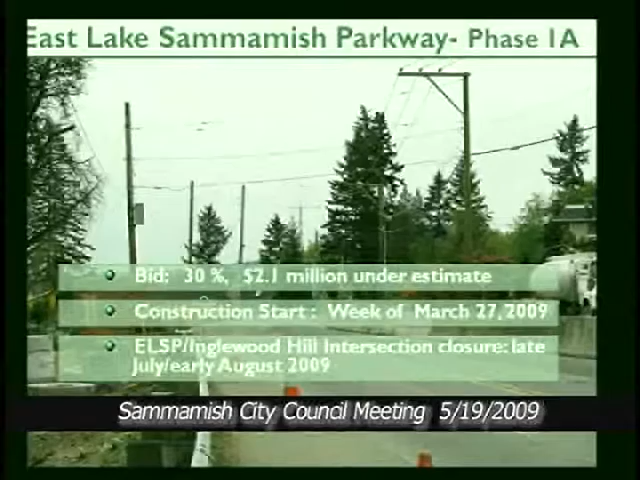 East Lake Sammamish Parkway- Phase 1A
Bid: 30 %, $2.1 million under estimate
Construction Start : Week of March 27, 2009
ELSP/Inglewood Hill Intersection closure: late
July/early August 2009
Sammamish City Council Meeting 5/19/2009